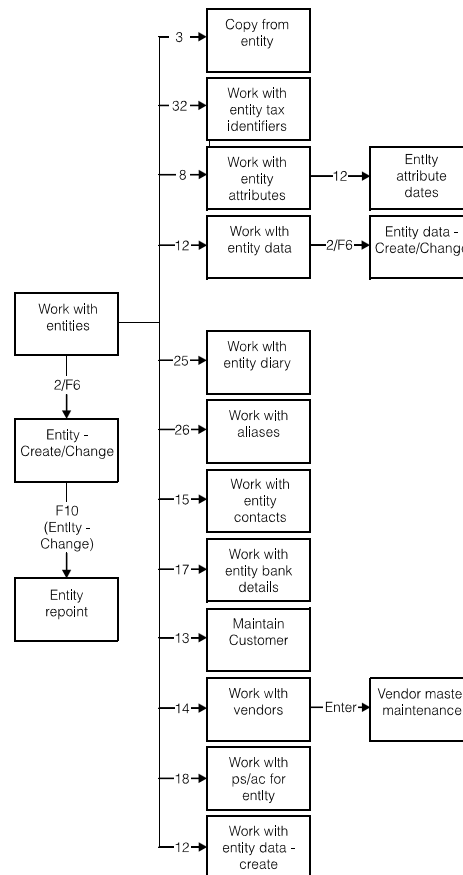 3
Copy from
entity
32
Work with
entity tax
identifiers
8
Work with
entity
attributes
12
Entity
attribute
dates
12
Work with
entity data
2/F6
Entity data -
Create/Change
Work with
entities
25
Work with
entity diary
2/F6
26
Work with
aliases
Entity -
Create/Change
15
Work with
entity
contacts
F10
(Entity -
Change)
17
Work with
entity bank
details
Entity
repoint
13
Maintain
Customer
14
Work with
vendors
Enter
Vendor maste
maintenance
18
Work with
ps/ac for
entity
12
Work with
entity data -
create